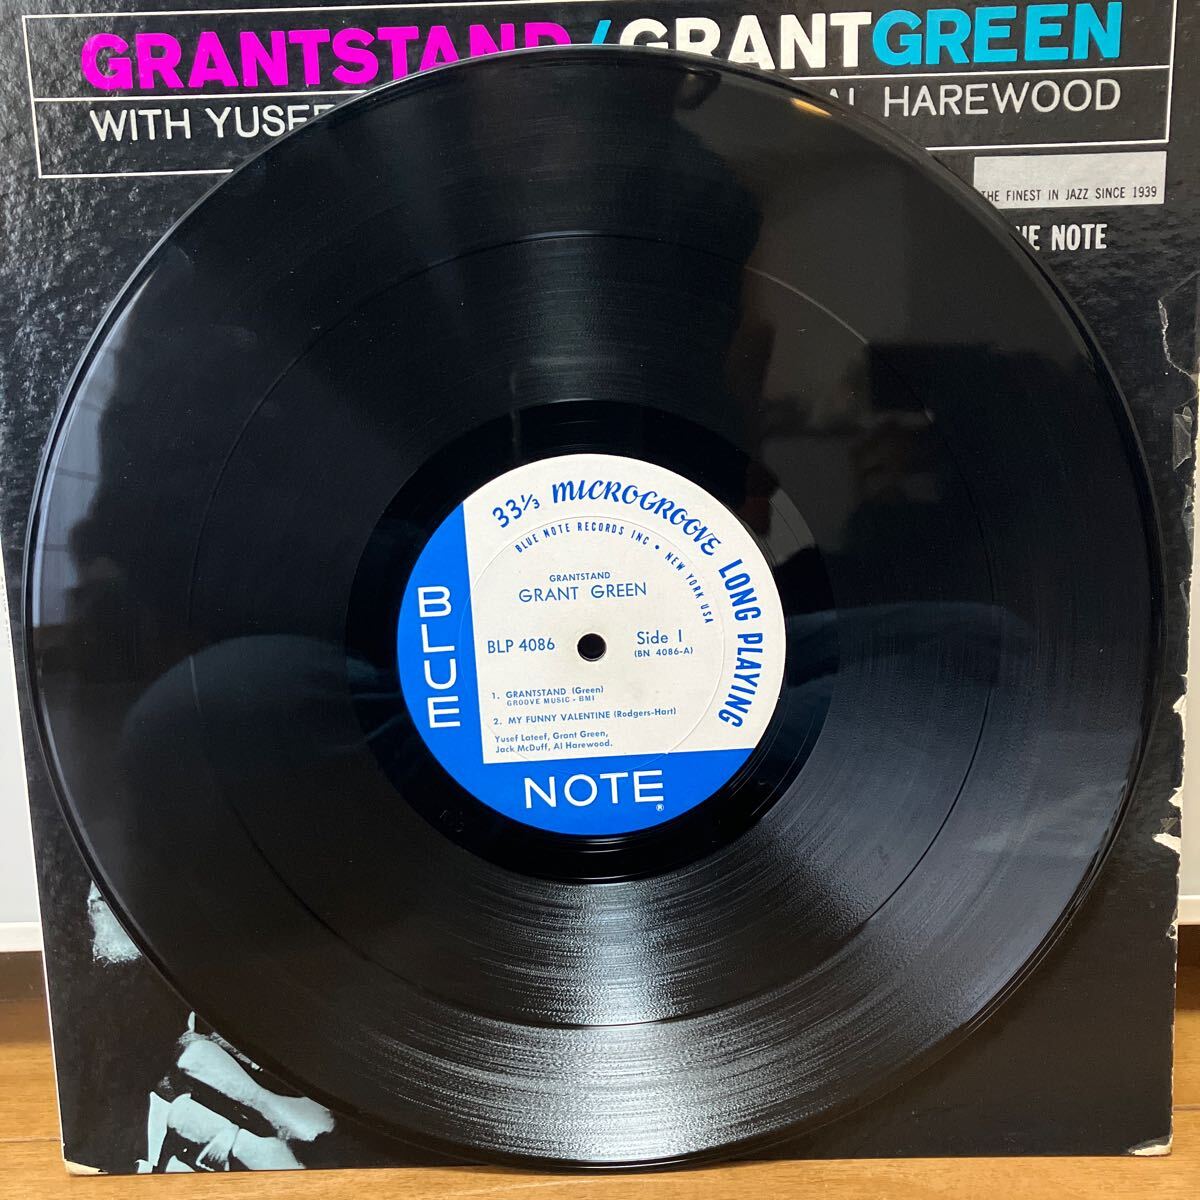 GRANTSTAND/GRANTGREEN
WITH YUSEF AL HAREWOOD
THE FINEST IN JAZZ SINCE 1939
NOTE
33⅓ MICROGROOVE LONG PLAYING
BLUE NOTE RECORDS INC • NEW YORK USA
GRANTSTAND
GRANT GREEN
BLP 4086
Side 1
(BN 4086-A)
1. GRANTSTAND (Green)
GROOVE MUSIC - BMI
2. MY FUNNY VALENTINE (Rodgers-Hart)
Yusef Lateef, Grant Green,
Jack McDuff, Al Harewood.
BLUE
NOTE®